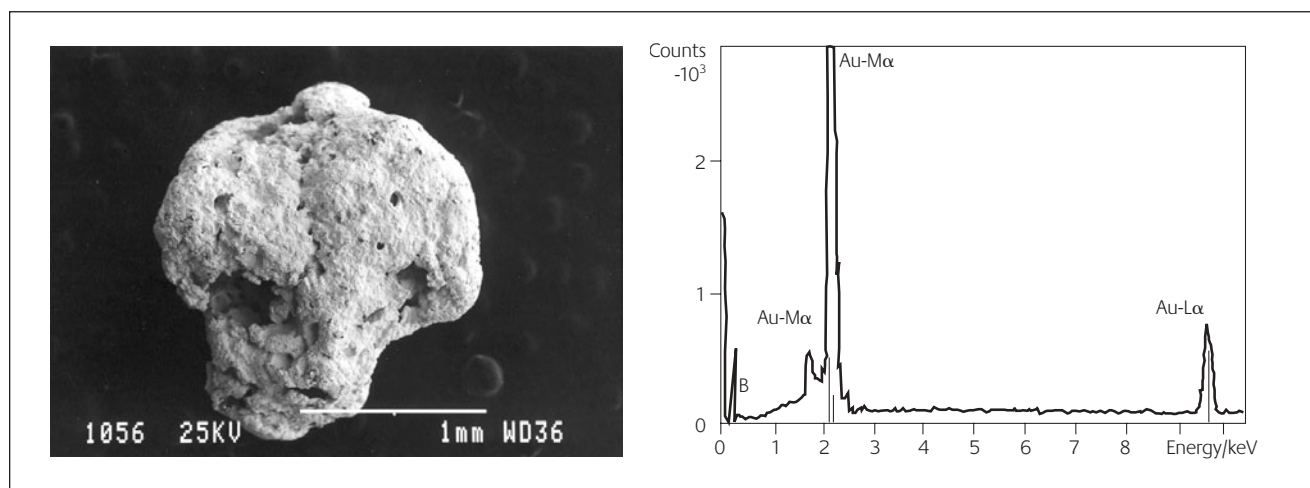 1056 25KV 1mm WD36
Counts
-10³
Au-Mα
2
1
Au-Mα
Au-Lα
B
0
0 1 2 3 4 5 6 7 8 Energy/keV